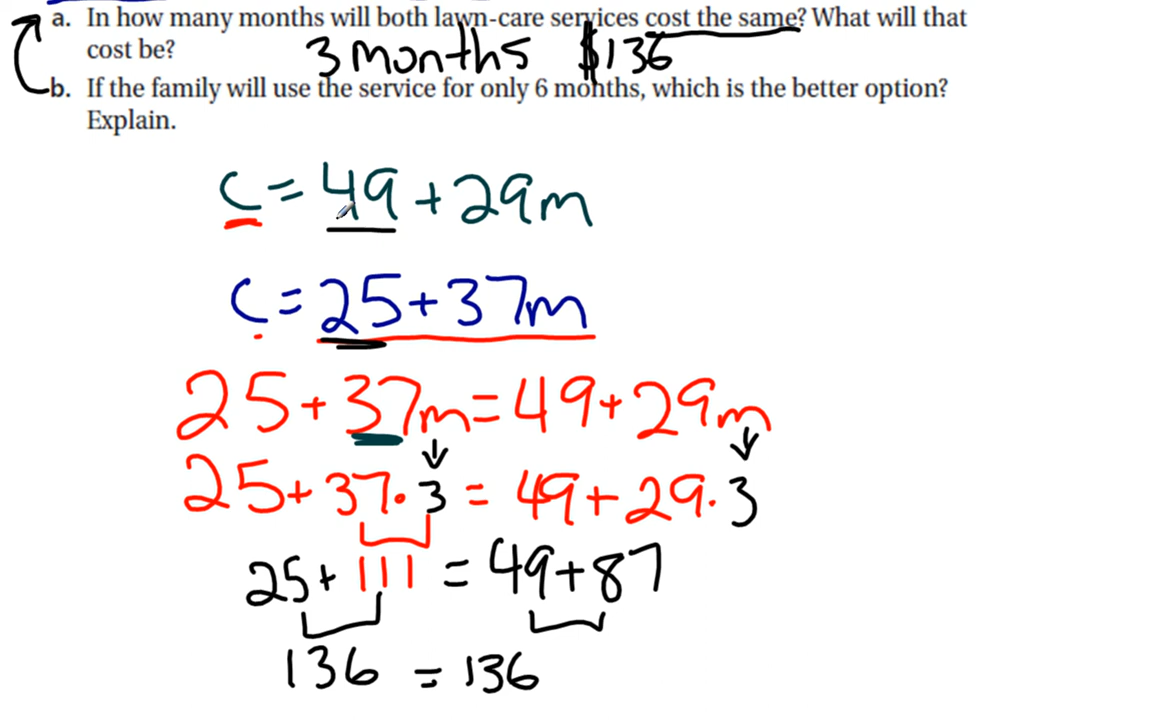 a. In how many months will both lawn-care services cost the same? What will that
cost be? 3 months $136
b. If the family will use the service for only 6 months, which is the better option?
Explain.
c = 49 + 29m
c = 25 + 37m
25 + 37m = 49 + 29m
25 + 37 · 3 = 49 + 29 · 3
25 + 111 = 49 + 87
136 = 136